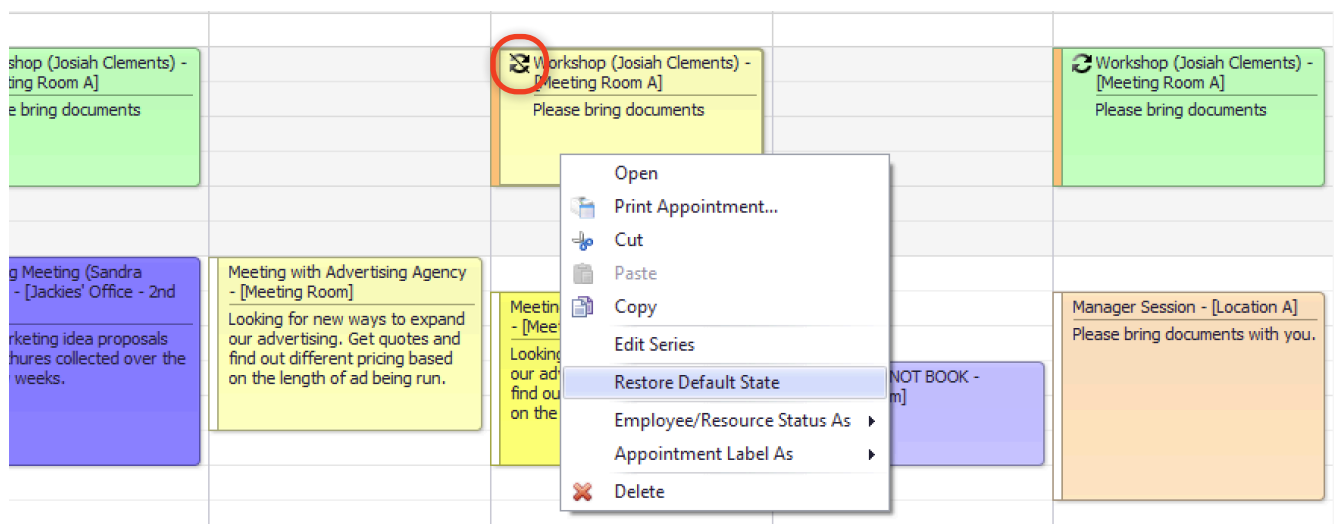 shop (Josiah Clements) -
ting Room A]
e bring documents
Workshop (Josiah Clements) -
[Meeting Room A]
Please bring documents
Workshop (Josiah Clements) -
[Meeting Room A]
Please bring documents
g Meeting (Sandra
- [Jackies' Office - 2nd
rketing idea proposals
hures collected over the
weeks.
Meeting with Advertising Agency
- [Meeting Room]
Looking for new ways to expand
our advertising. Get quotes and
find out different pricing based
on the length of ad being run.
Meetin
- [Mee
Looking
our ad
find ou
on the
Open
Print Appointment...
Cut
Paste
Copy
Edit Series
Restore Default State
Employee/Resource Status As
Appointment Label As
Delete
NOT BOOK -
m]
Manager Session - [Location A]
Please bring documents with you.